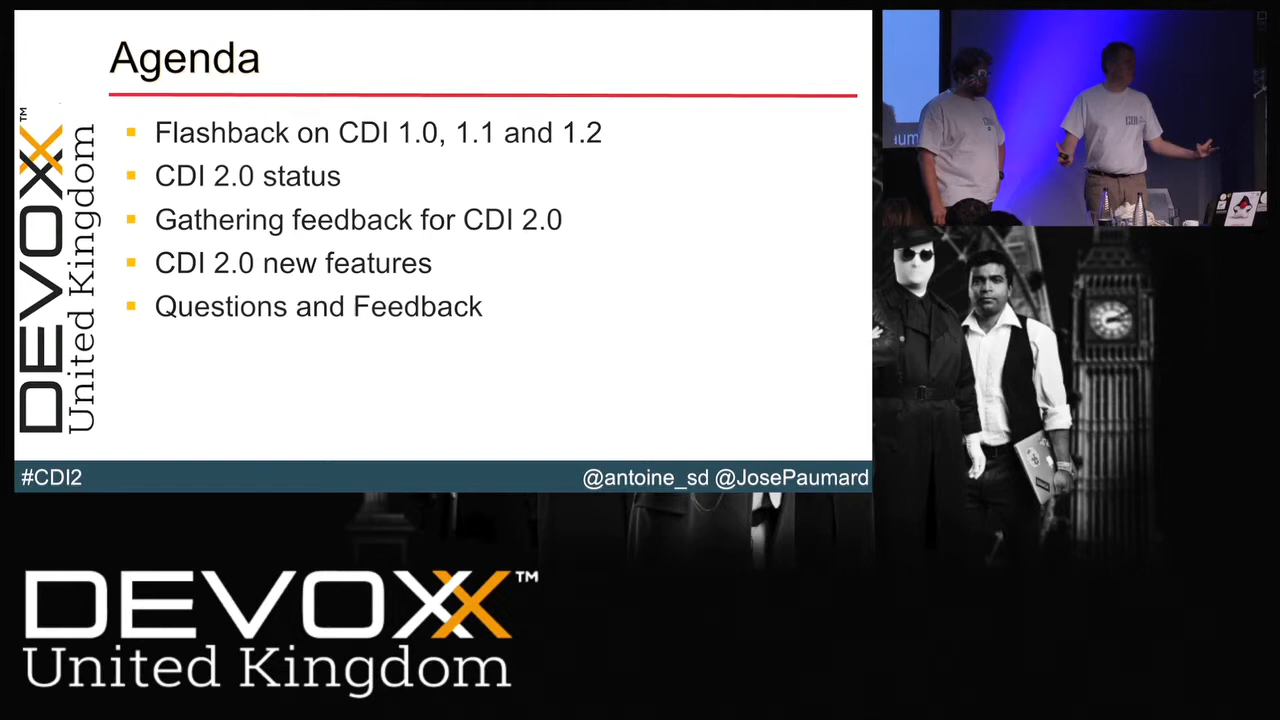 Agenda
Flashback on CDI 1.0, 1.1 and 1.2
CDI 2.0 status
Gathering feedback for CDI 2.0
CDI 2.0 new features
Questions and Feedback
DEVOXX™
United Kingdom
#CDI2
@antoine_sd @JosePaumard
aum
CDI
DEVOXX™
United Kingdom